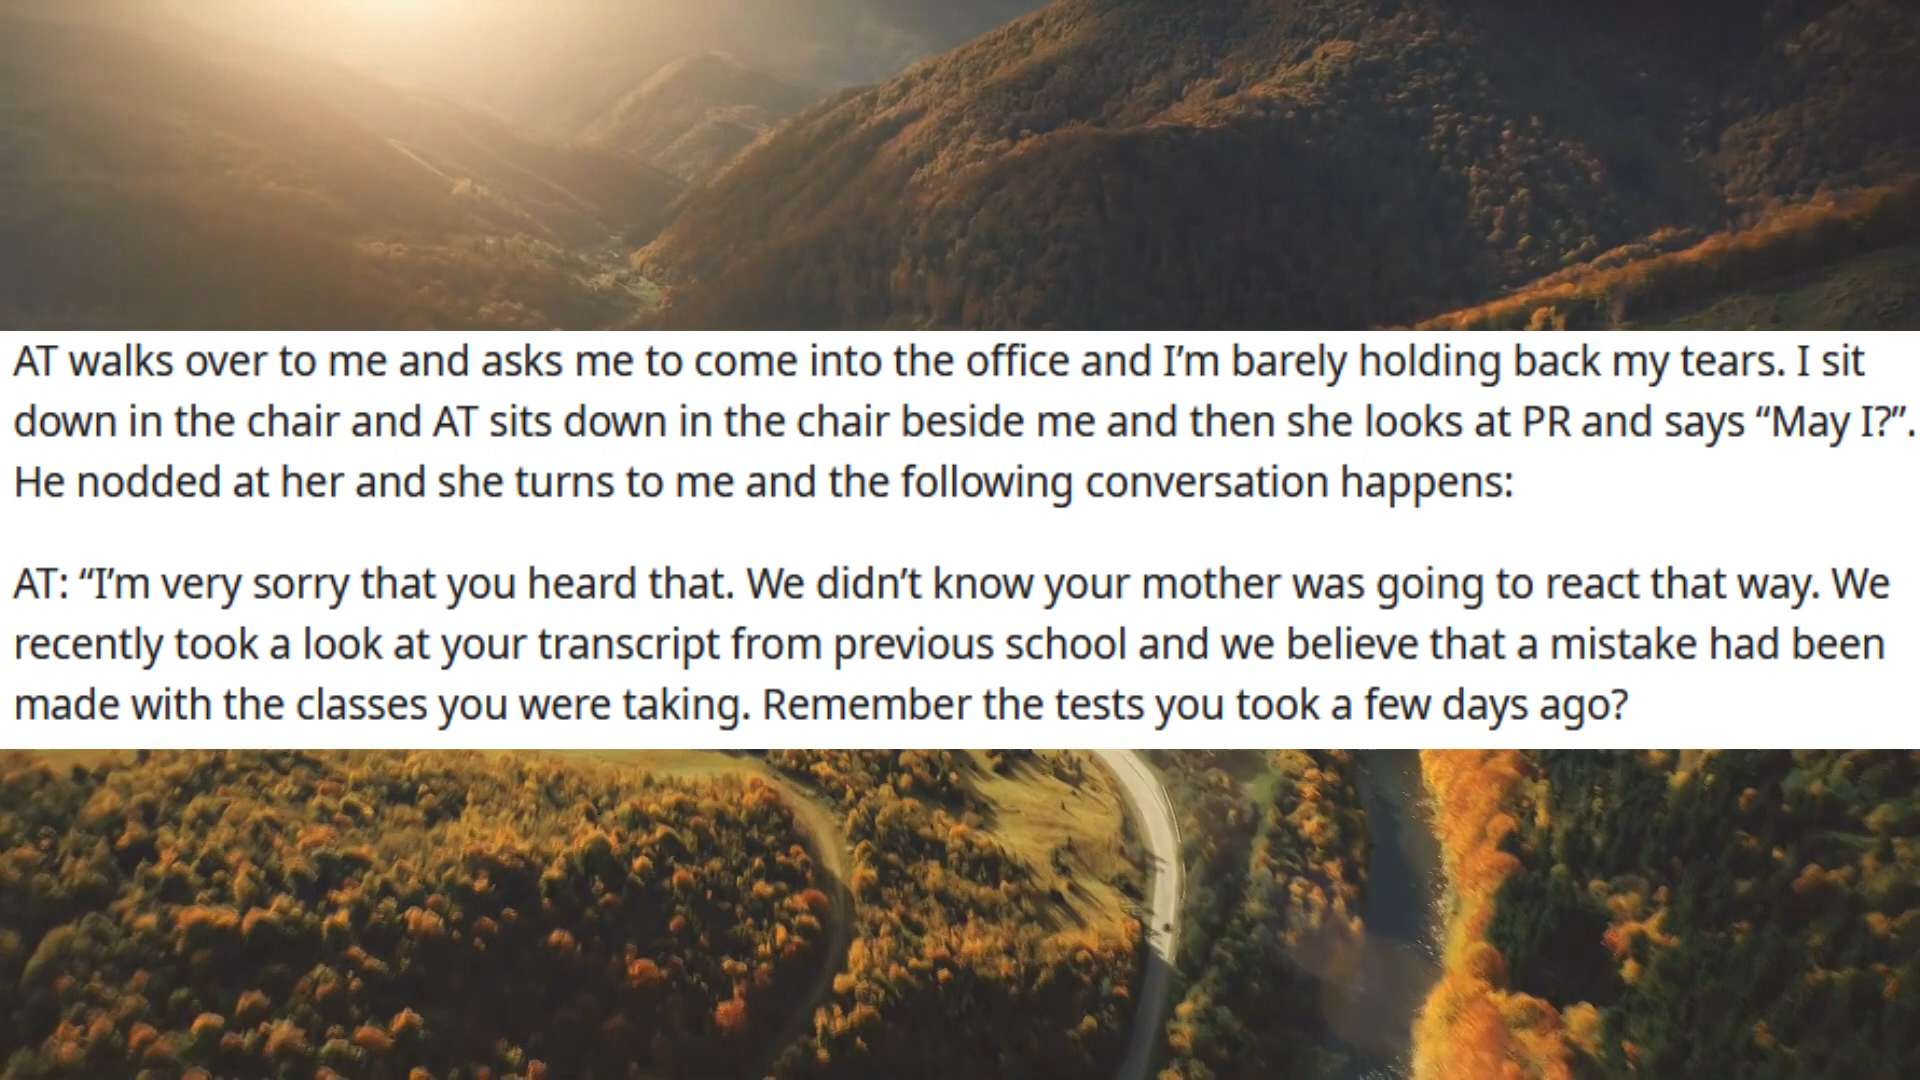 AT walks over to me and asks me to come into the office and I’m barely holding back my tears. I sit
down in the chair and AT sits down in the chair beside me and then she looks at PR and says “May I?”.
He nodded at her and she turns to me and the following conversation happens:
AT: “I’m very sorry that you heard that. We didn’t know your mother was going to react that way. We
recently took a look at your transcript from previous school and we believe that a mistake had been
made with the classes you were taking. Remember the tests you took a few days ago?